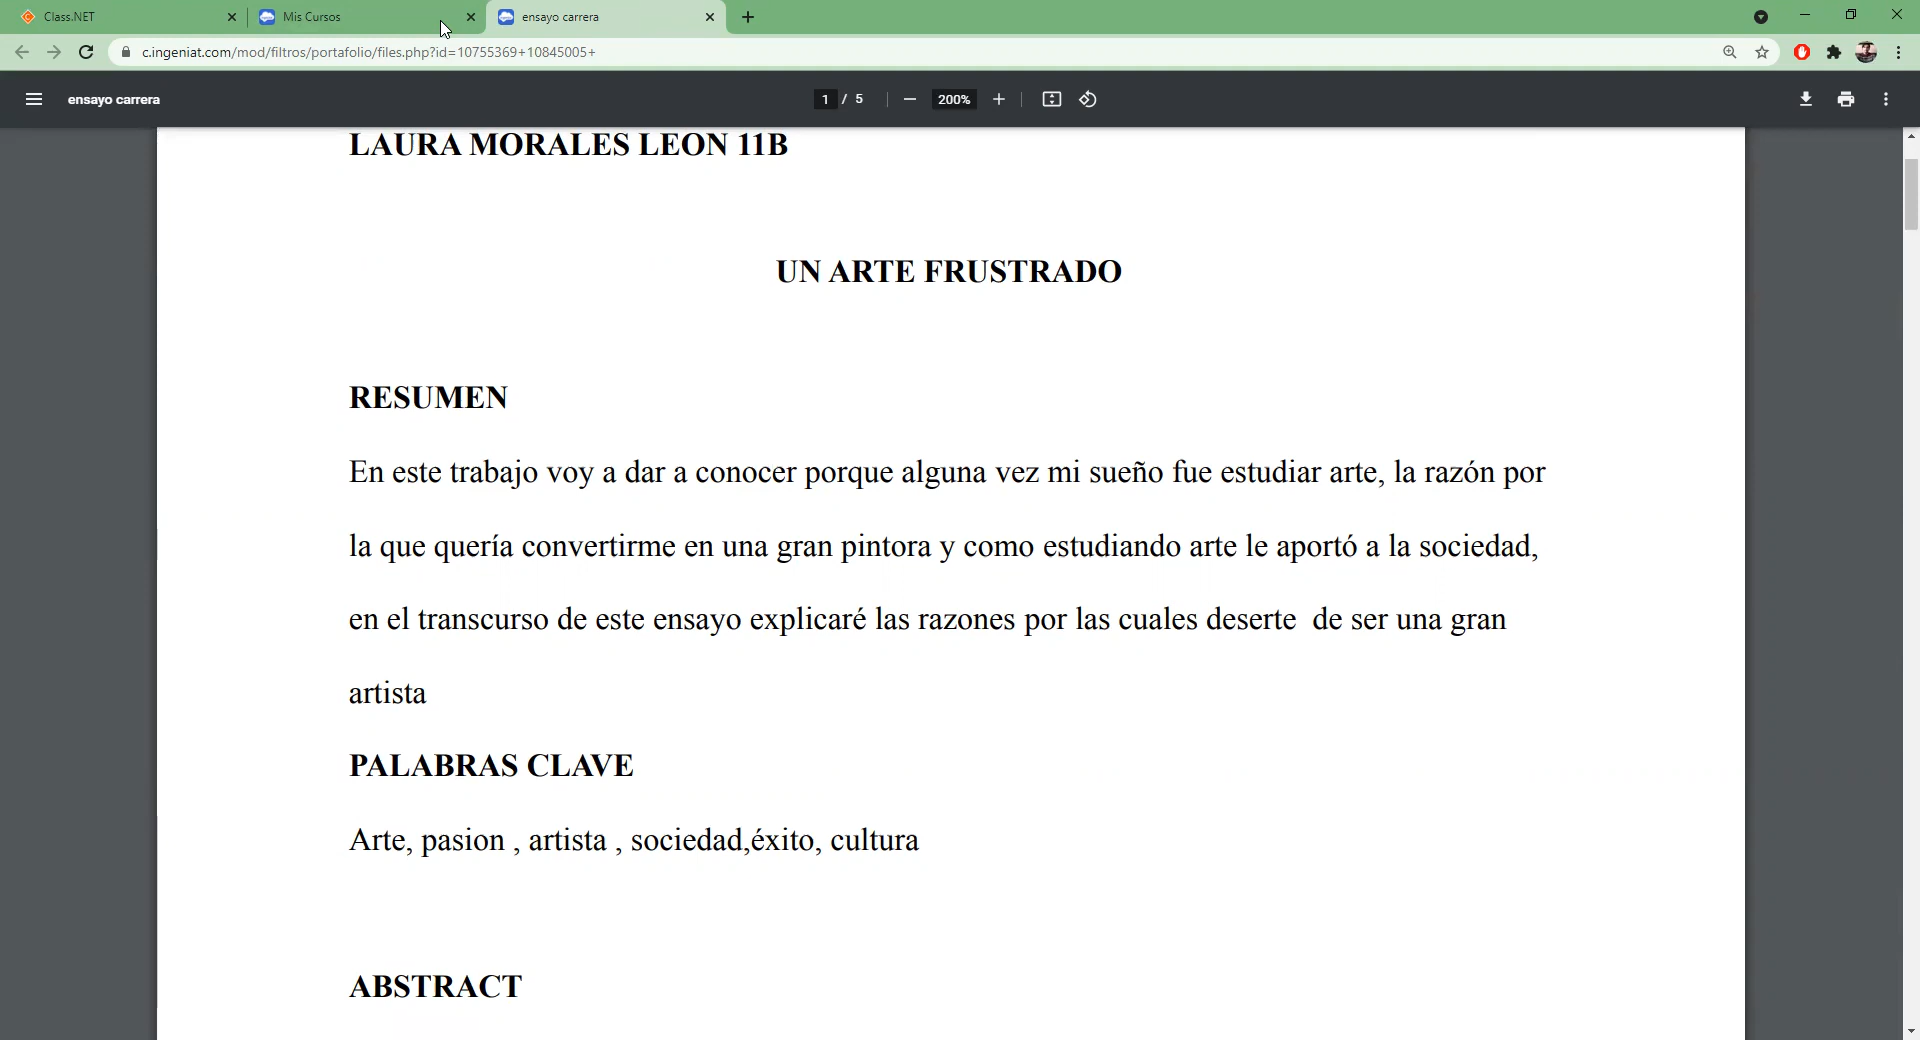 Class.NET
Mis Cursos
ensayo carrera
c.ingeniat.com/mod/filtros/portafolio/files.php?id=10755369+10845005+
ensayo carrera
1 / 5
200%
LAURA MORALES LEON 11B
UN ARTE FRUSTRADO
RESUMEN
En este trabajo voy a dar a conocer porque alguna vez mi sueño fue estudiar arte, la razón por
la que quería convertirme en una gran pintora y como estudiando arte le aportó a la sociedad,
en el transcurso de este ensayo explicaré las razones por las cuales deserte  de ser una gran
artista
PALABRAS CLAVE
Arte, pasion , artista , sociedad,éxito, cultura
ABSTRACT